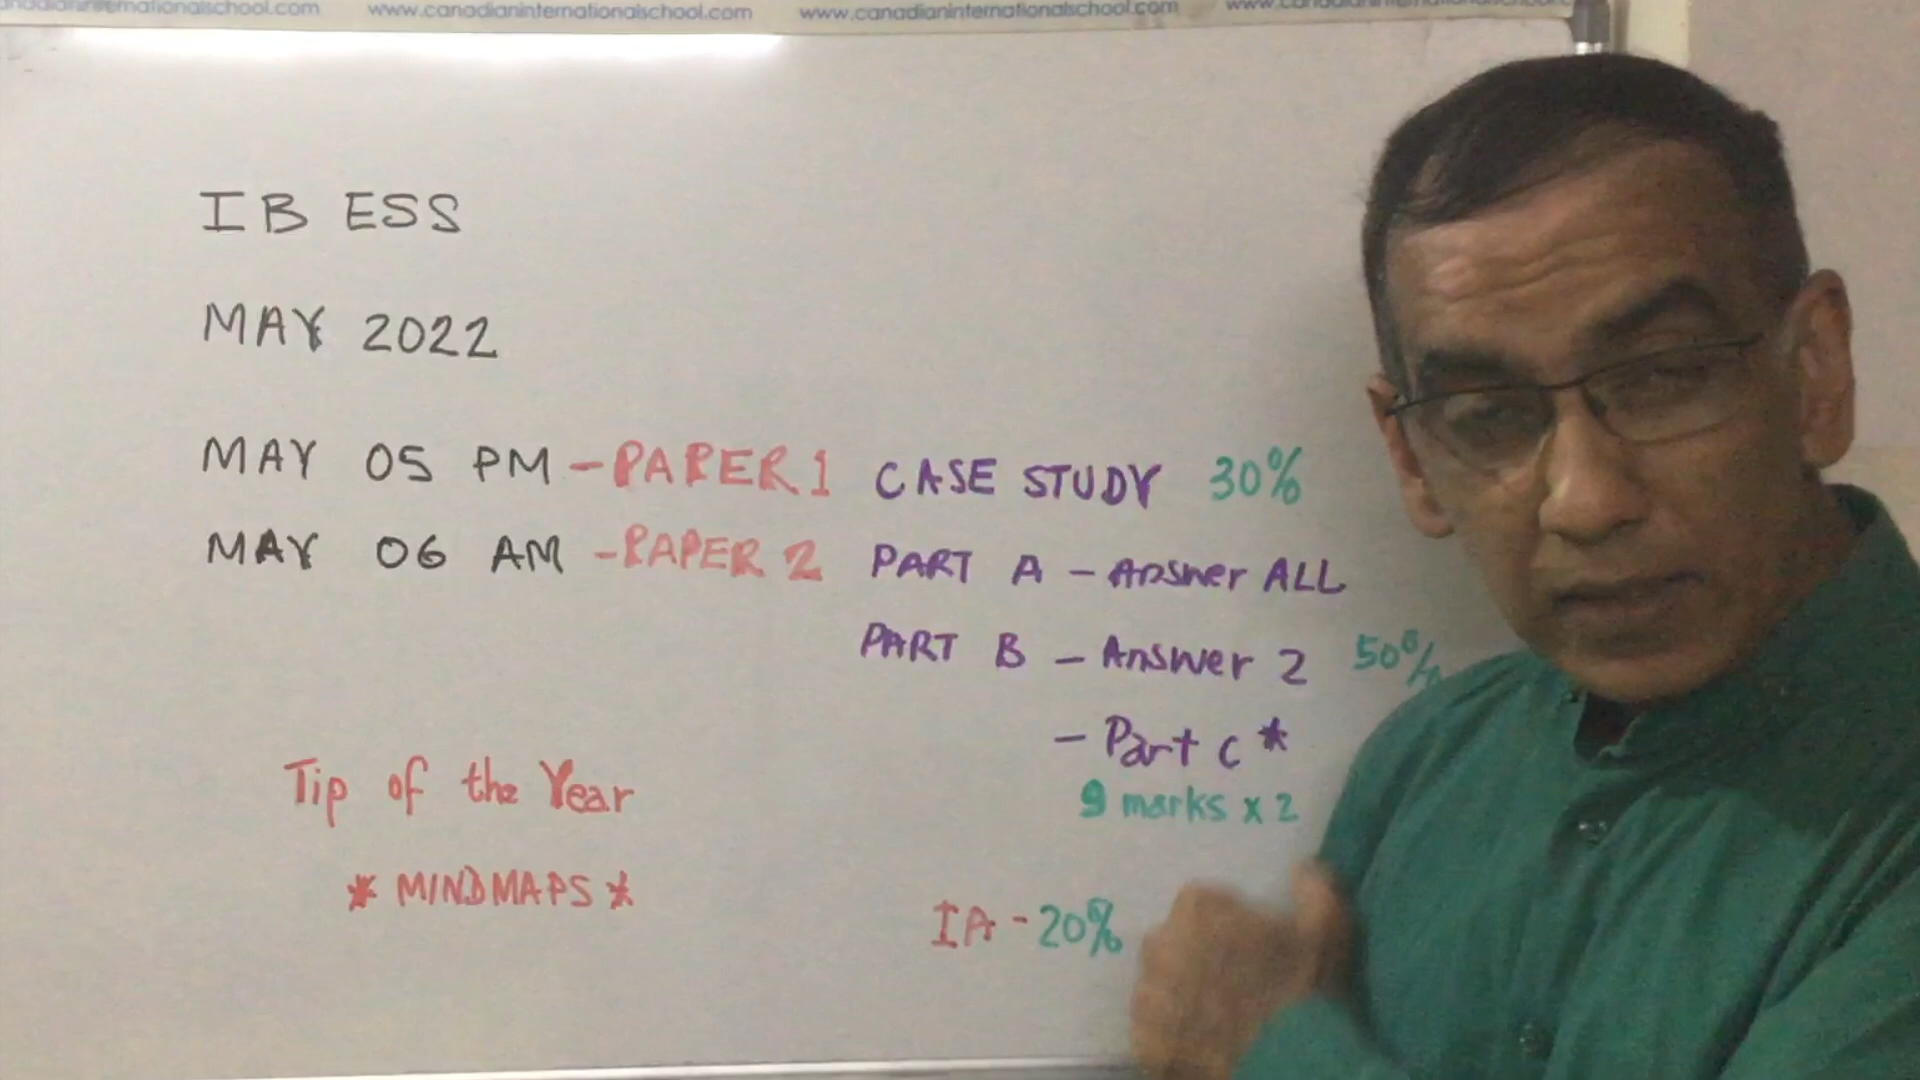 www.canadianinternationalschool.com www.canadianinternationalschool.com
IB ESS
MAY 2022
MAY 05 PM - PAPER 1 CASE STUDY 30%
MAY 06 AM - PAPER 2 PART A - Answer ALL
PART B - Answer 2 50%
- Part C *
9 marks x 2
Tip of the Year
* MINDMAPS *
IA - 20%